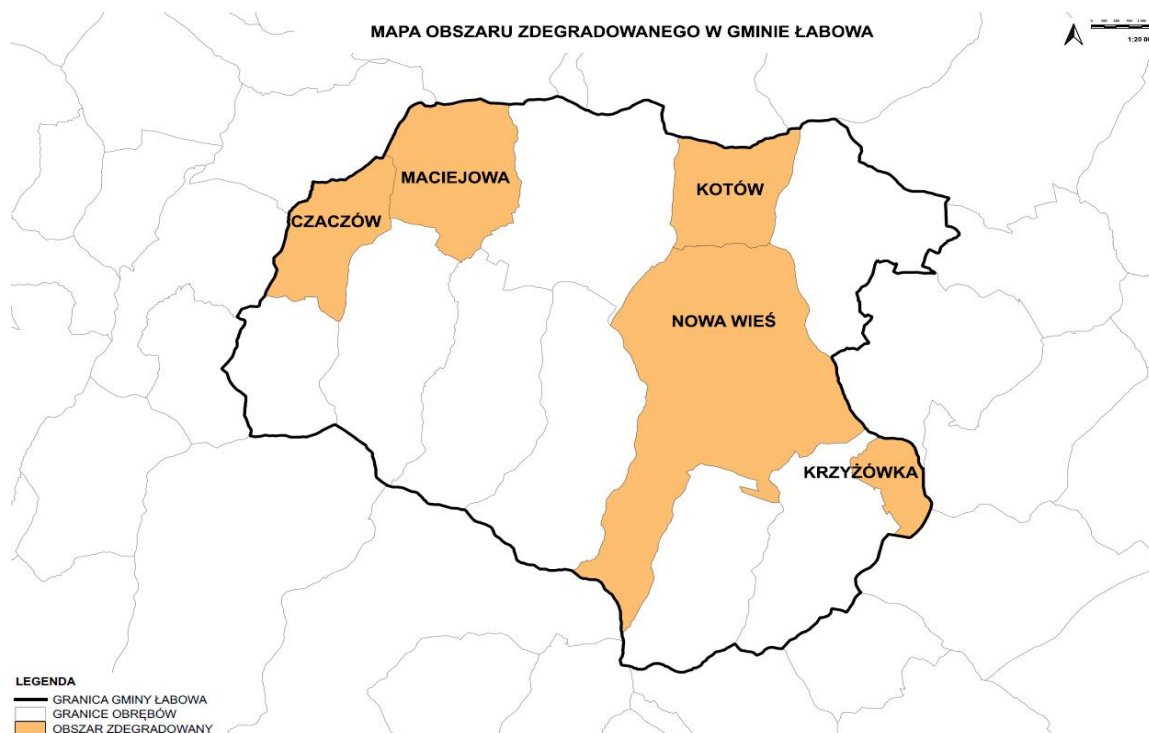 MAPA OBSZARU ZDEGRADOWANEGO W GMINIE ŁABOWA
MACIEJOWA
KOTÓW
CZACZÓW
NOWA WIEŚ
KRZYŻÓWKA
LEGENDA
GRANICA GMINY ŁABOWA
GRANICE OBRĘBÓW
OBSZAR ZDEGRADOWANY